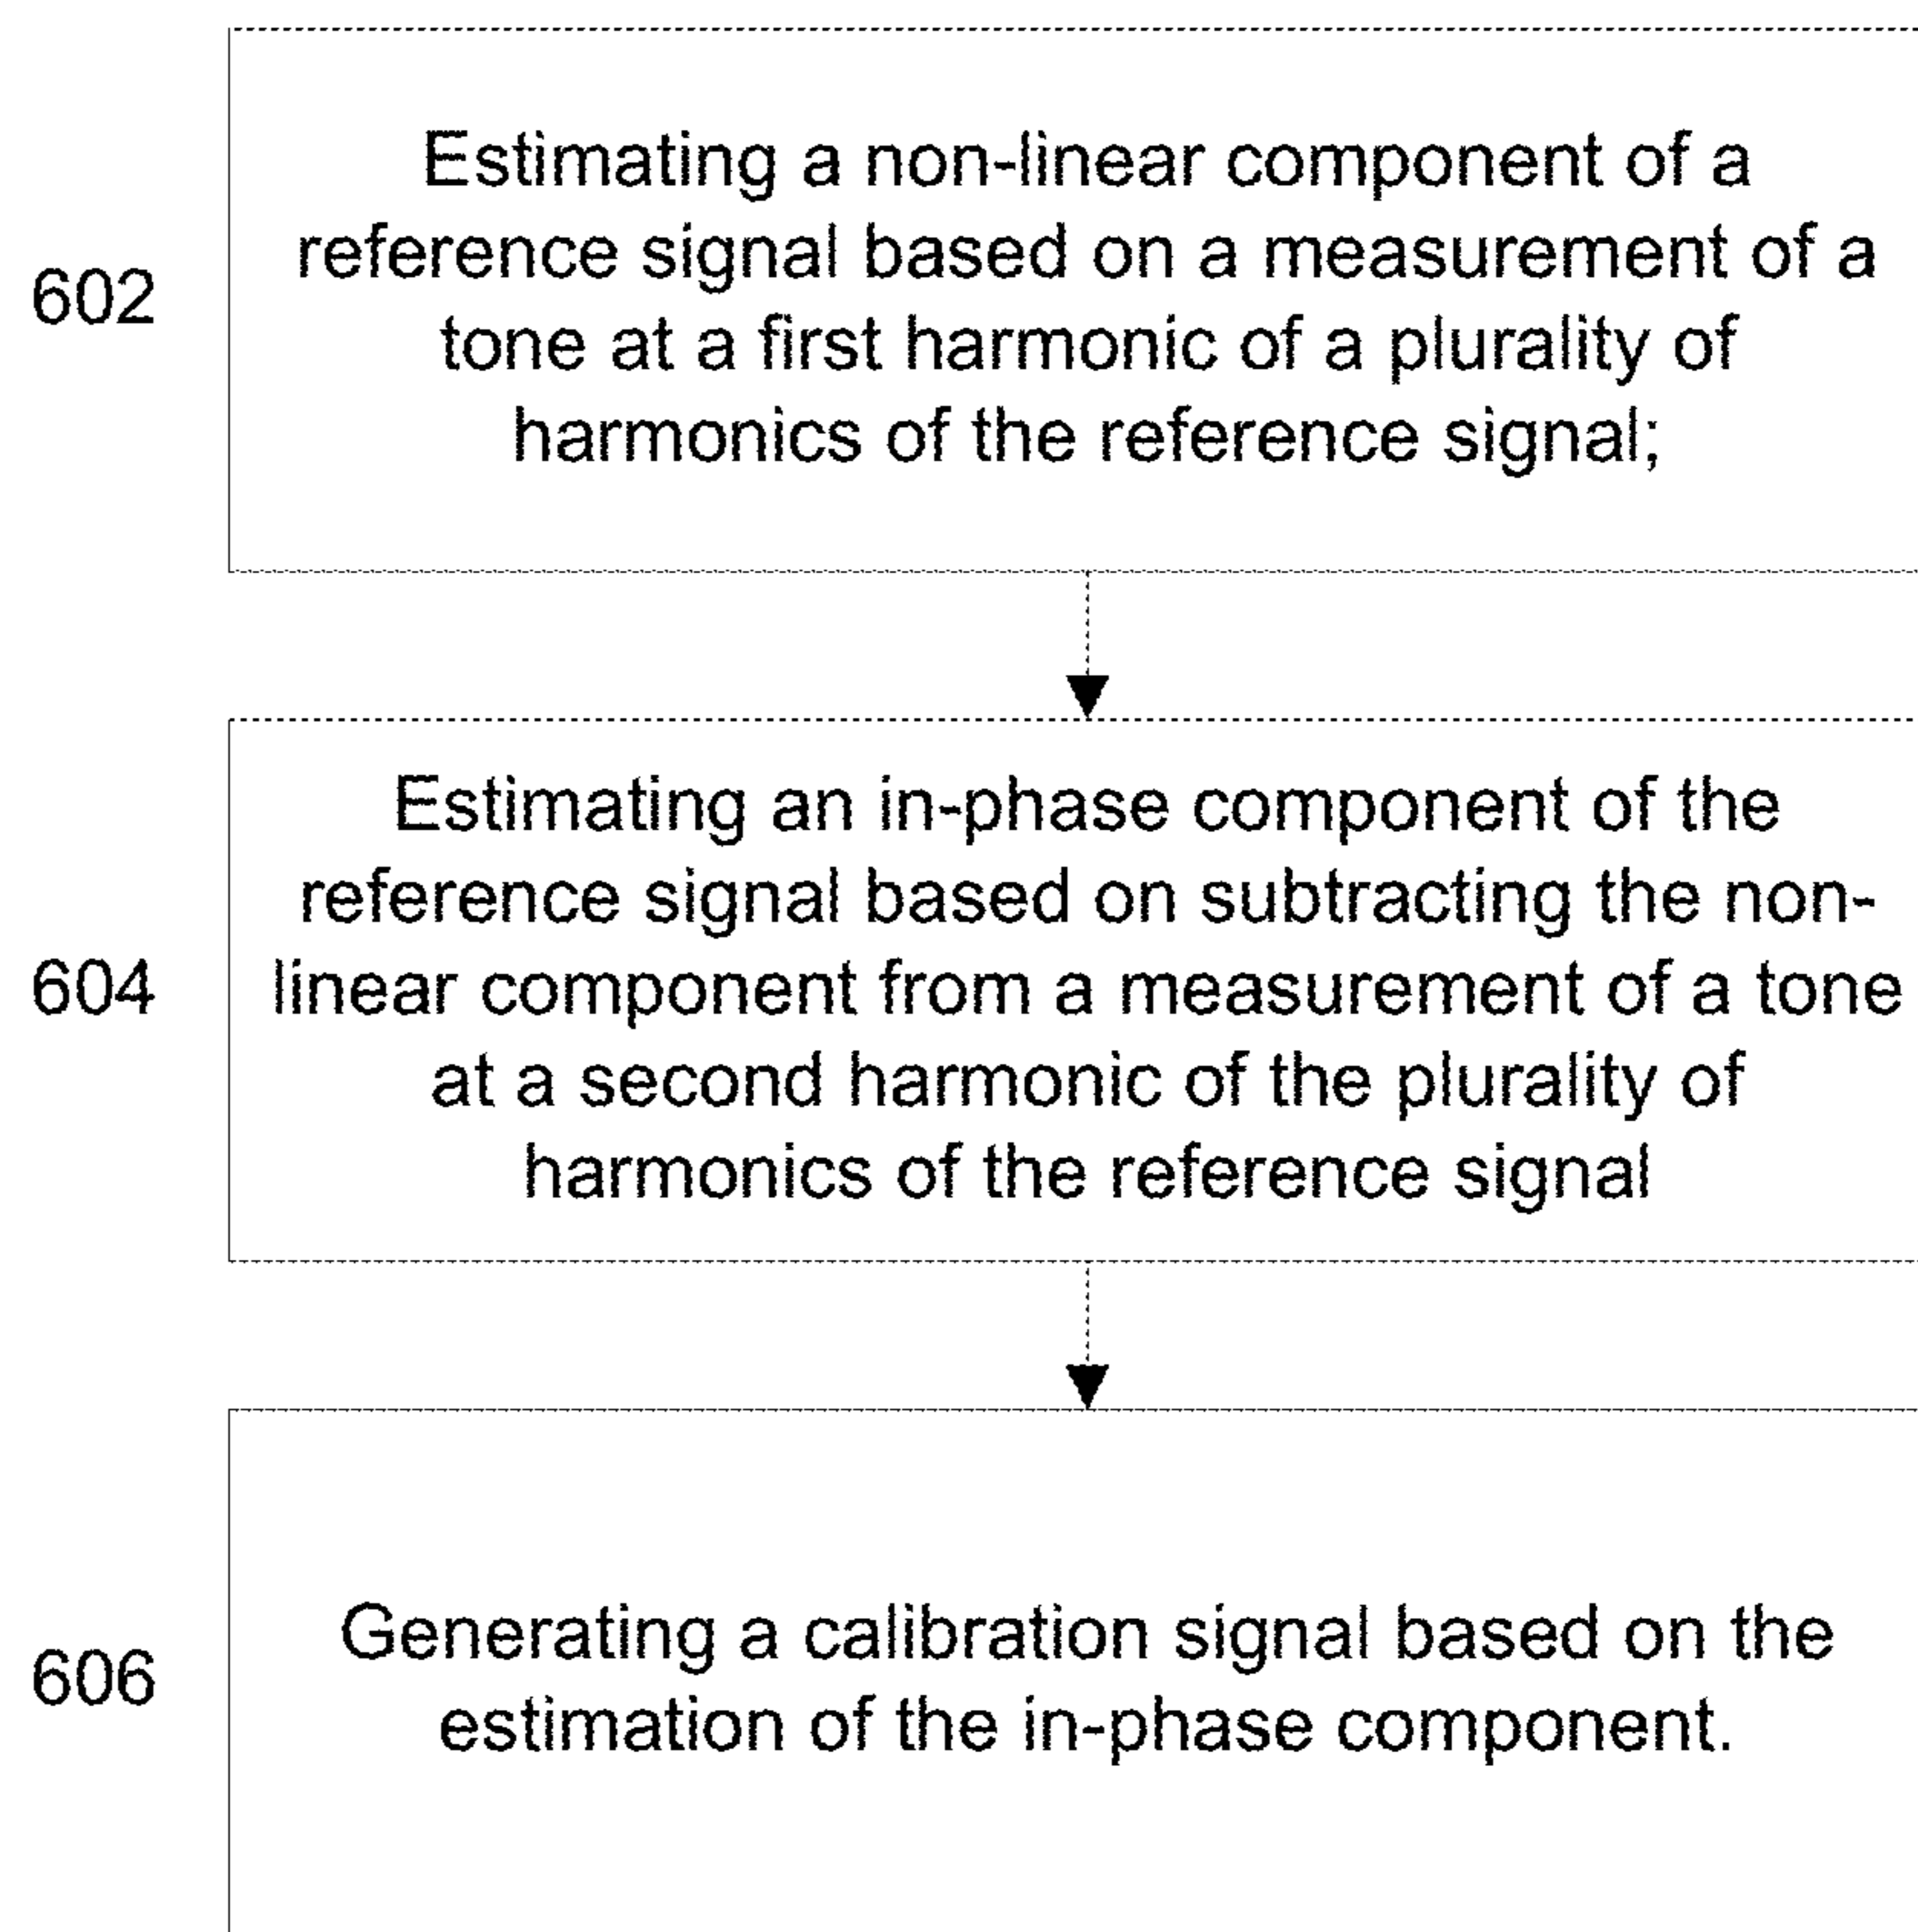 602
Estimating a non-linear component of a
reference signal based on a measurement of a
tone at a first harmonic of a plurality of
harmonics of the reference signal;
604
Estimating an in-phase component of the
reference signal based on subtracting the non-
linear component from a measurement of a tone
at a second harmonic of the plurality of
harmonics of the reference signal
606
Generating a calibration signal based on the
estimation of the in-phase component.